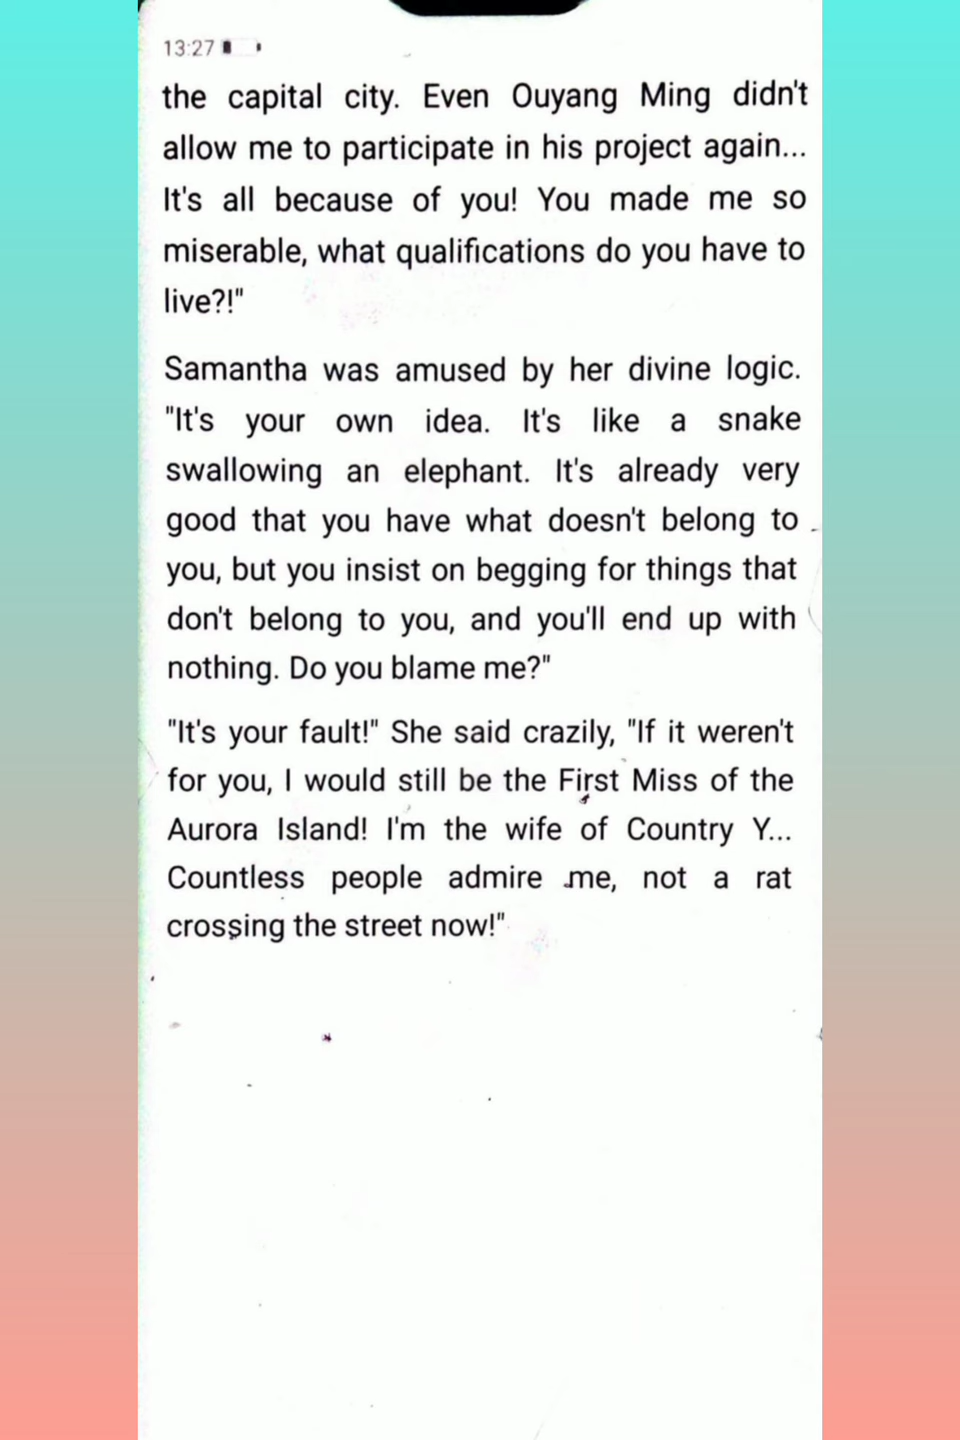 13:27
the capital city. Even Ouyang Ming didn't
allow me to participate in his project again...
It's all because of you! You made me so
miserable, what qualifications do you have to
live?!"
Samantha was amused by her divine logic.
"It's your own idea. It's like a snake
swallowing an elephant. It's already very
good that you have what doesn't belong to
you, but you insist on begging for things that
don't belong to you, and you'll end up with
nothing. Do you blame me?"
"It's your fault!" She said crazily, "If it weren't
for you, I would still be the First Miss of the
Aurora Island! I'm the wife of Country Y...
Countless people admire me, not a rat
crossing the street now!"